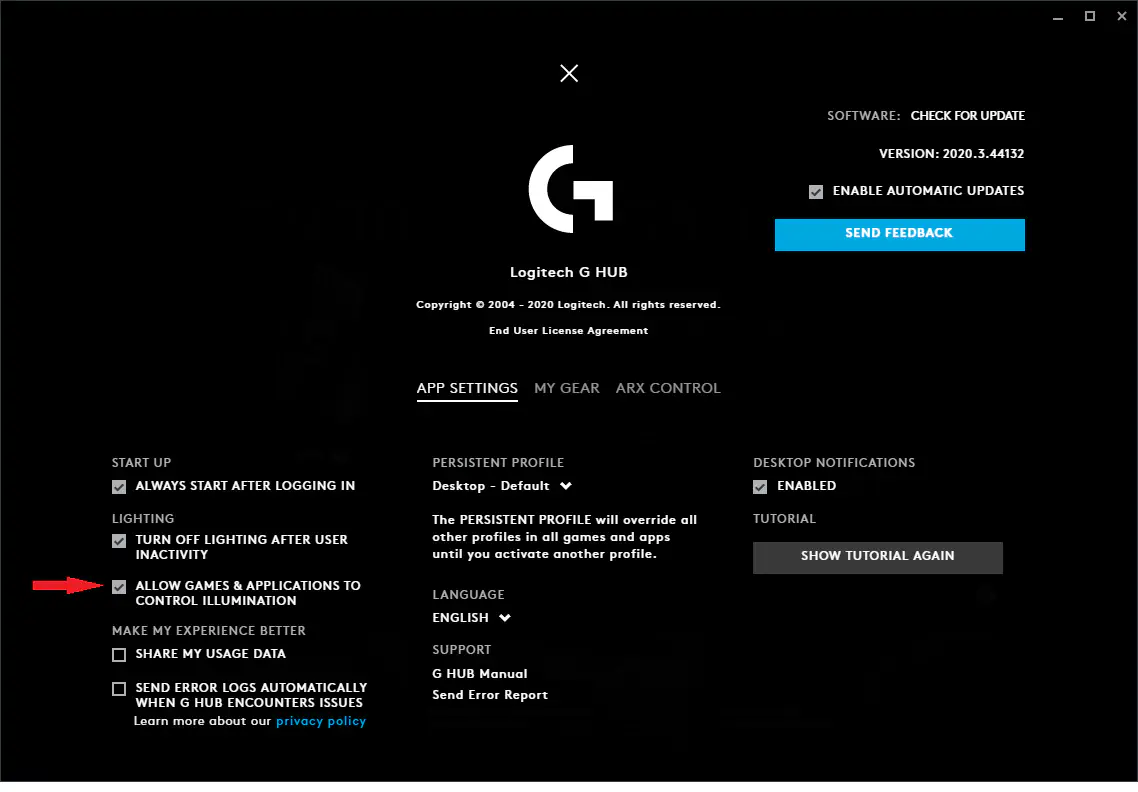 SOFTWARE: CHECK FOR UPDATE
VERSION: 2020.3.44132
ENABLE AUTOMATIC UPDATES
SEND FEEDBACK
Logitech G HUB
Copyright © 2004 - 2020 Logitech. All rights reserved.
End User License Agreement
APP SETTINGS MY GEAR ARX CONTROL
START UP
ALWAYS START AFTER LOGGING IN
LIGHTING
TURN OFF LIGHTING AFTER USER
INACTIVITY
ALLOW GAMES & APPLICATIONS TO
CONTROL ILLUMINATION
MAKE MY EXPERIENCE BETTER
SHARE MY USAGE DATA
SEND ERROR LOGS AUTOMATICALLY
WHEN G HUB ENCOUNTERS ISSUES
Learn more about our privacy policy
PERSISTENT PROFILE
Desktop - Default
The PERSISTENT PROFILE will override all
other profiles in all games and apps
until you activate another profile.
LANGUAGE
ENGLISH
SUPPORT
G HUB Manual
Send Error Report
DESKTOP NOTIFICATIONS
ENABLED
TUTORIAL
SHOW TUTORIAL AGAIN